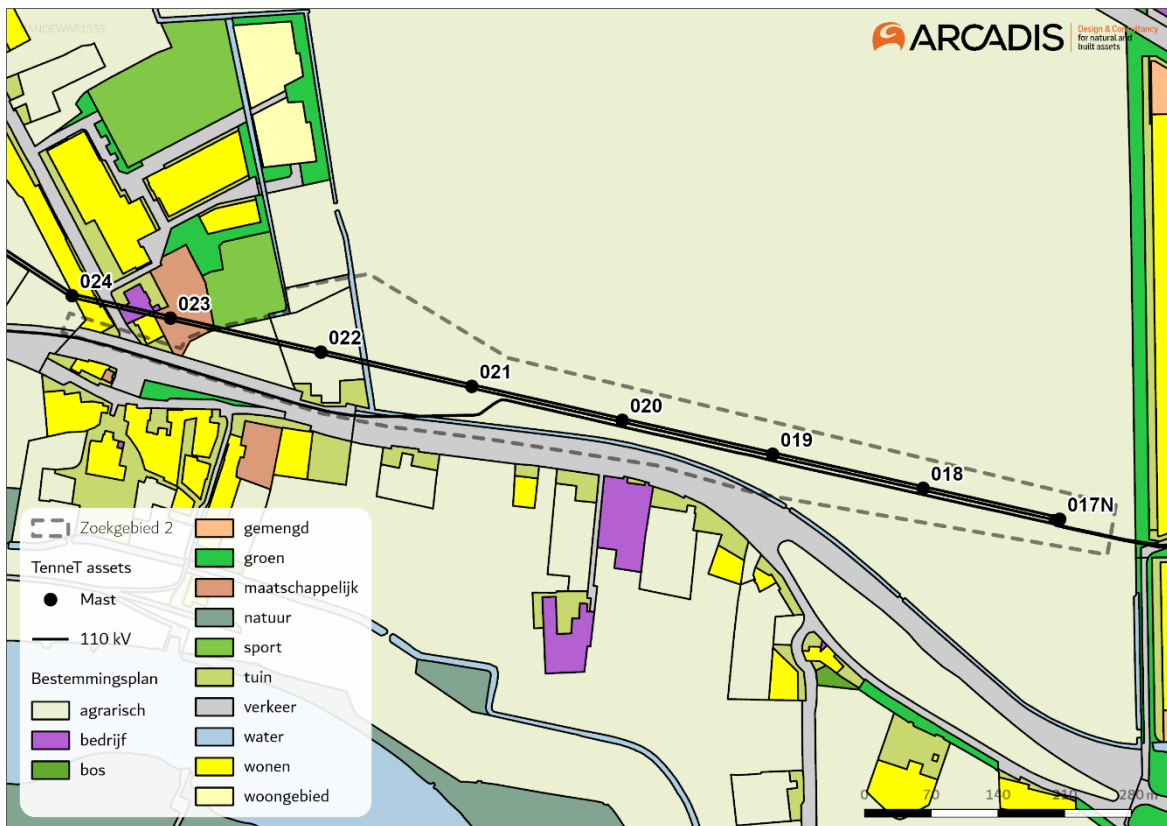 ANDEWAR1555
ARCADIS
Design & Consultancy
for natural and
built assets
024
023
022
021
020
019
018
017N
Zoekgebied 2
TenneT assets
Mast
110 kV
Bestemmingsplan
agrarisch
bedrijf
bos
gemengd
groen
maatschappelijk
natuur
sport
tuin
verkeer
water
wonen
woongebied
0 70 140 210 280 m